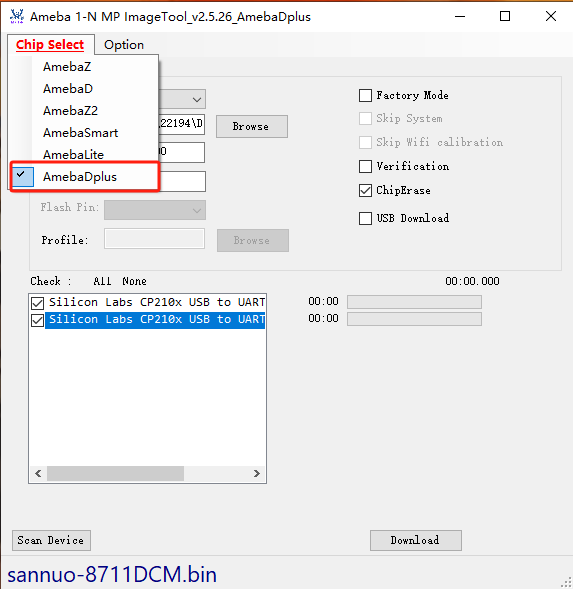 Ameba 1-N MP ImageTool_v2.5.26_AmebaDplus
Chip Select Option
AmebaZ
AmebaD
AmebaZ2
AmebaSmart
AmebaLite
AmebaDplus
22194\D Browse
Flash Pin:
Profile: Browse
Factory Mode
Skip System
Skip Wifi calibration
Verification
ChipErase
USB Download
Check : All None 00:00.000
Silicon Labs CP210x USB to UART 00:00
Silicon Labs CP210x USB to UART 00:00
Scan Device Download
sannuo-8711DCM.bin